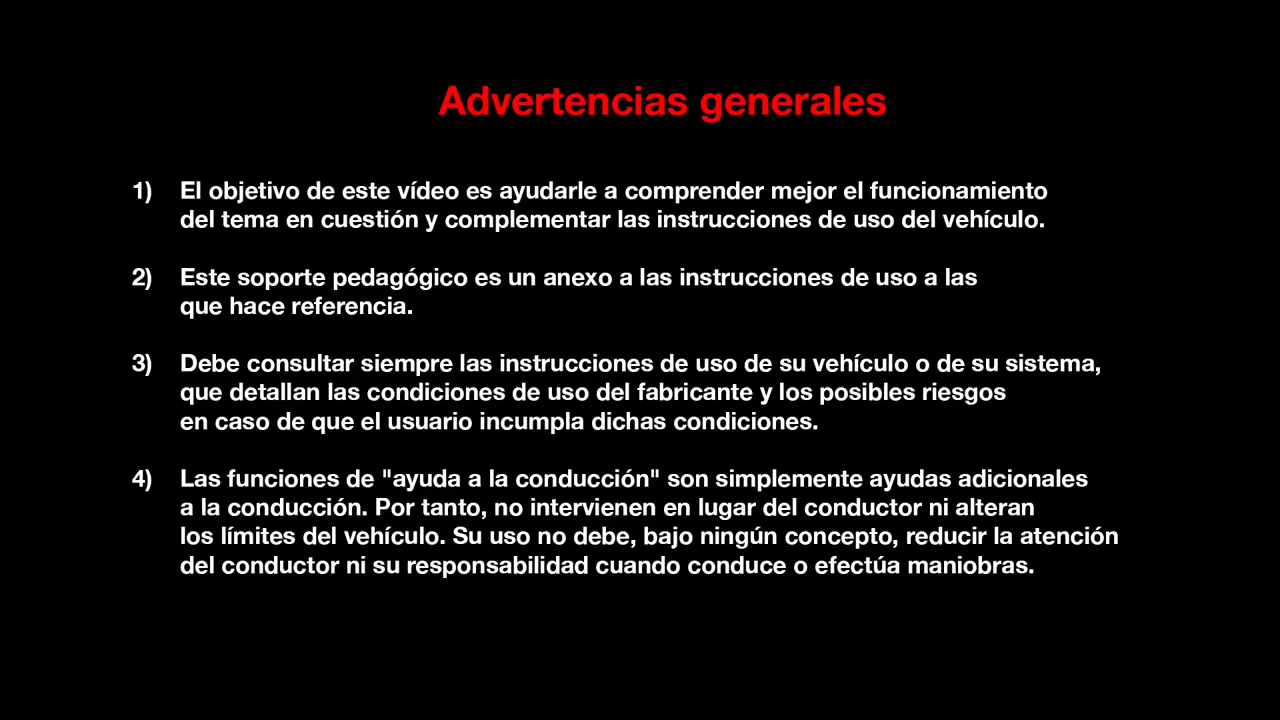 Advertencias generales
1) El objetivo de este vídeo es ayudarle a comprender mejor el funcionamiento
del tema en cuestión y complementar las instrucciones de uso del vehículo.
2) Este soporte pedagógico es un anexo a las instrucciones de uso a las
que hace referencia.
3) Debe consultar siempre las instrucciones de uso de su vehículo o de su sistema,
que detallan las condiciones de uso del fabricante y los posibles riesgos
en caso de que el usuario incumpla dichas condiciones.
4) Las funciones de "ayuda a la conducción" son simplemente ayudas adicionales
a la conducción. Por tanto, no intervienen en lugar del conductor ni alteran
los límites del vehículo. Su uso no debe, bajo ningún concepto, reducir la atención
del conductor ni su responsabilidad cuando conduce o efectúa maniobras.